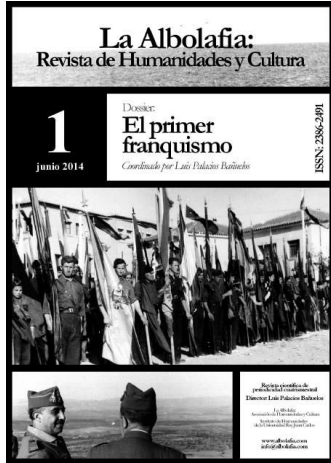 La Albolafia:
Revista de Humanidades y Cultura
1
junio 2014
Dossier:
El primer
franquismo
Coordinado por Luis Palacios Bañuelos
ISSN: 2386-2491
Revista científica de
periodicidad cuatrimestral
Director: Luis Palacios Bañuelos
La Albolafia:
Asociación de Humanidades y Cultura
Instituto de Humanidades
de la Universidad Rey Juan Carlos
www.albolafia.com
info@albolafia.com